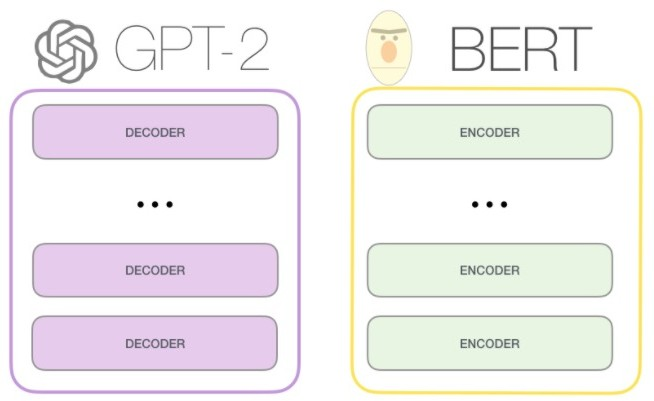 GPT-2
DECODER
...
DECODER
DECODER
BERT
ENCODER
...
ENCODER
ENCODER